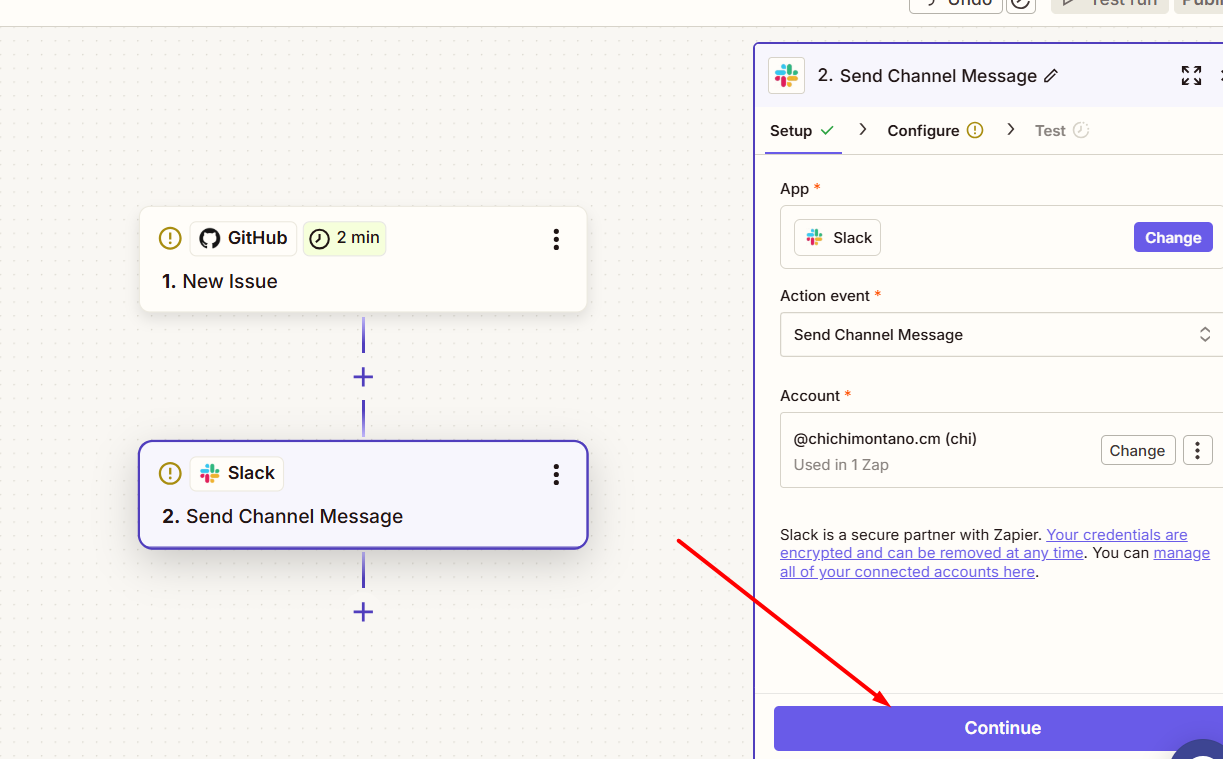 Undo
Test run
2. Send Channel Message
Setup
Configure
Test
App *
Slack
Change
Action event *
Send Channel Message
Account *
@chichimontano.cm (chi)
Used in 1 Zap
Change
Slack is a secure partner with Zapier. Your credentials are
encrypted and can be removed at any time. You can manage
all of your connected accounts here.
Continue
GitHub
2 min
1. New Issue
Slack
2. Send Channel Message